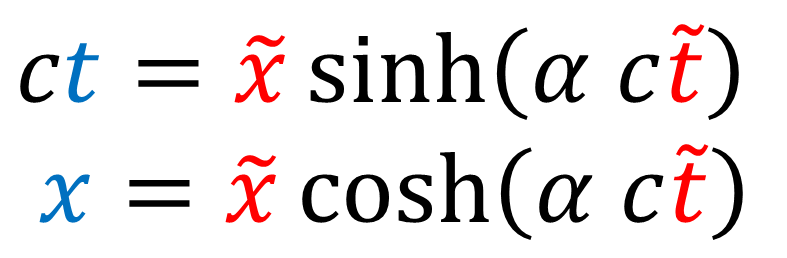 ct = x̃ sinh(α ct̃)
x = x̃ cosh(α ct̃)